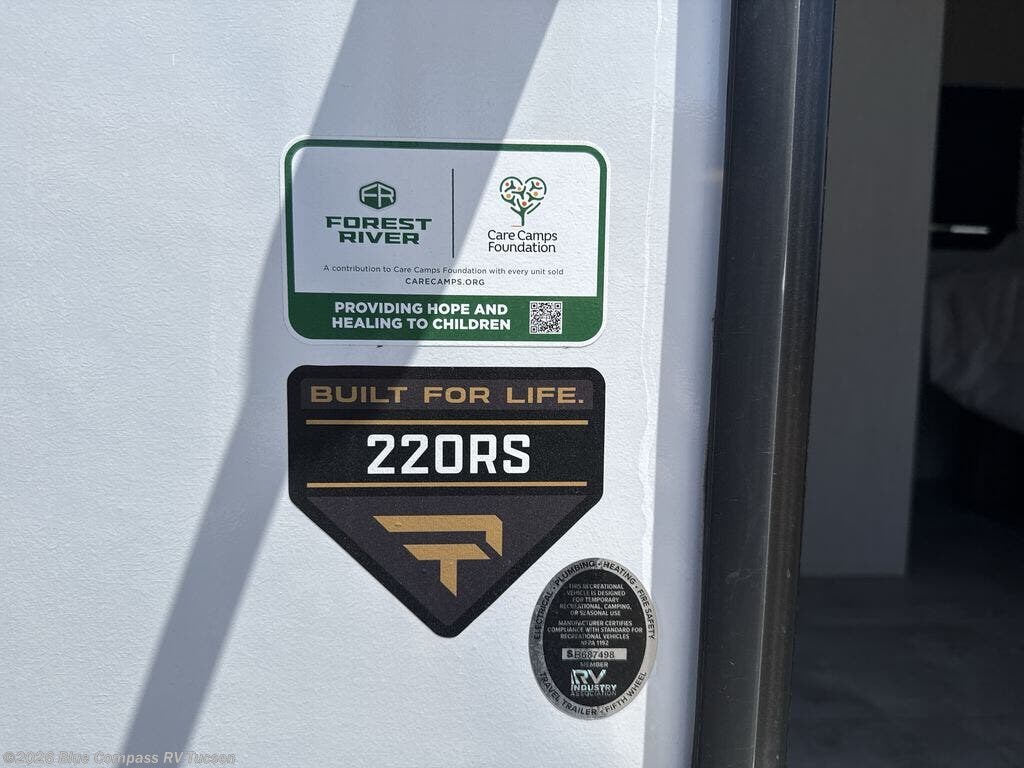 FR
FOREST
RIVER
Care Camps
Foundation
A contribution to Care Camps Foundation with every unit sold
CARECAMPS.ORG
PROVIDING HOPE AND
HEALING TO CHILDREN
BUILT FOR LIFE.
220RS
ELECTRICAL • PLUMBING • HEATING • FIRE SAFETY
THIS RECREATIONAL
VEHICLE IS DESIGNED
FOR TEMPORARY
RECREATIONAL, CAMPING,
OR SEASONAL USE
MANUFACTURER CERTIFIES
COMPLIANCE WITH STANDARD FOR
RECREATIONAL VEHICLES
NFPA 1192
MEMBER
RV
INDUSTRY
ASSOCIATION
TRAVEL TRAILER • FIFTH WHEEL
©2026 Blue Compass RV Tucson